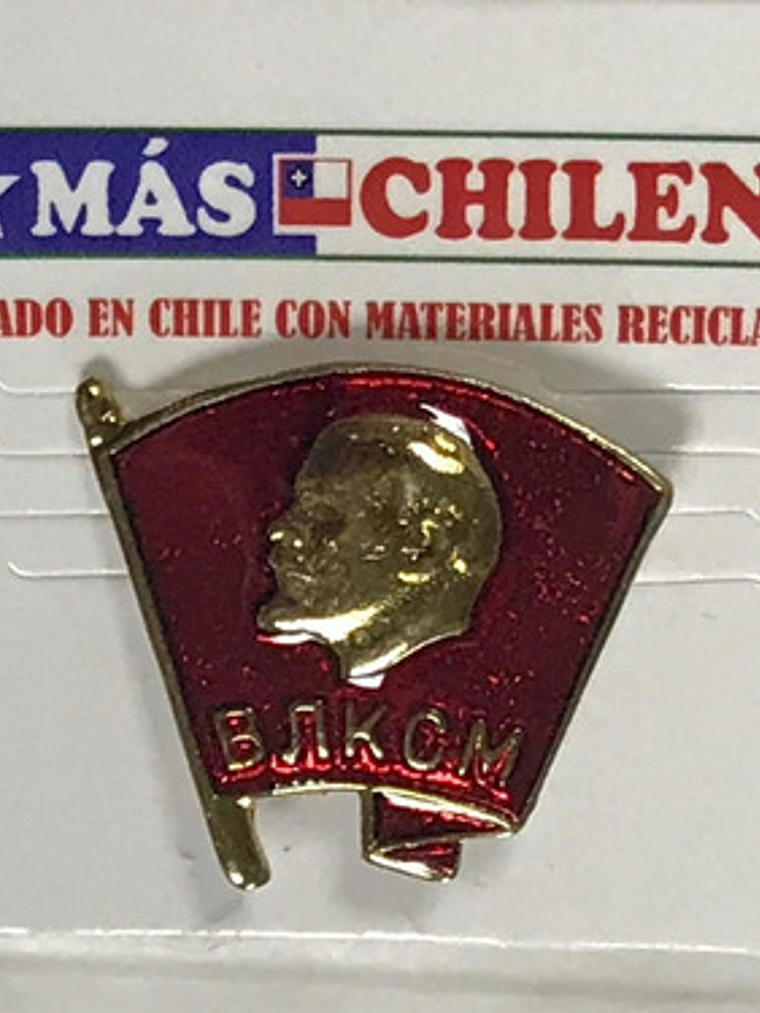 MÁS CHILEN
ADO EN CHILE CON MATERIALES RECICLA
ВЛКСМ